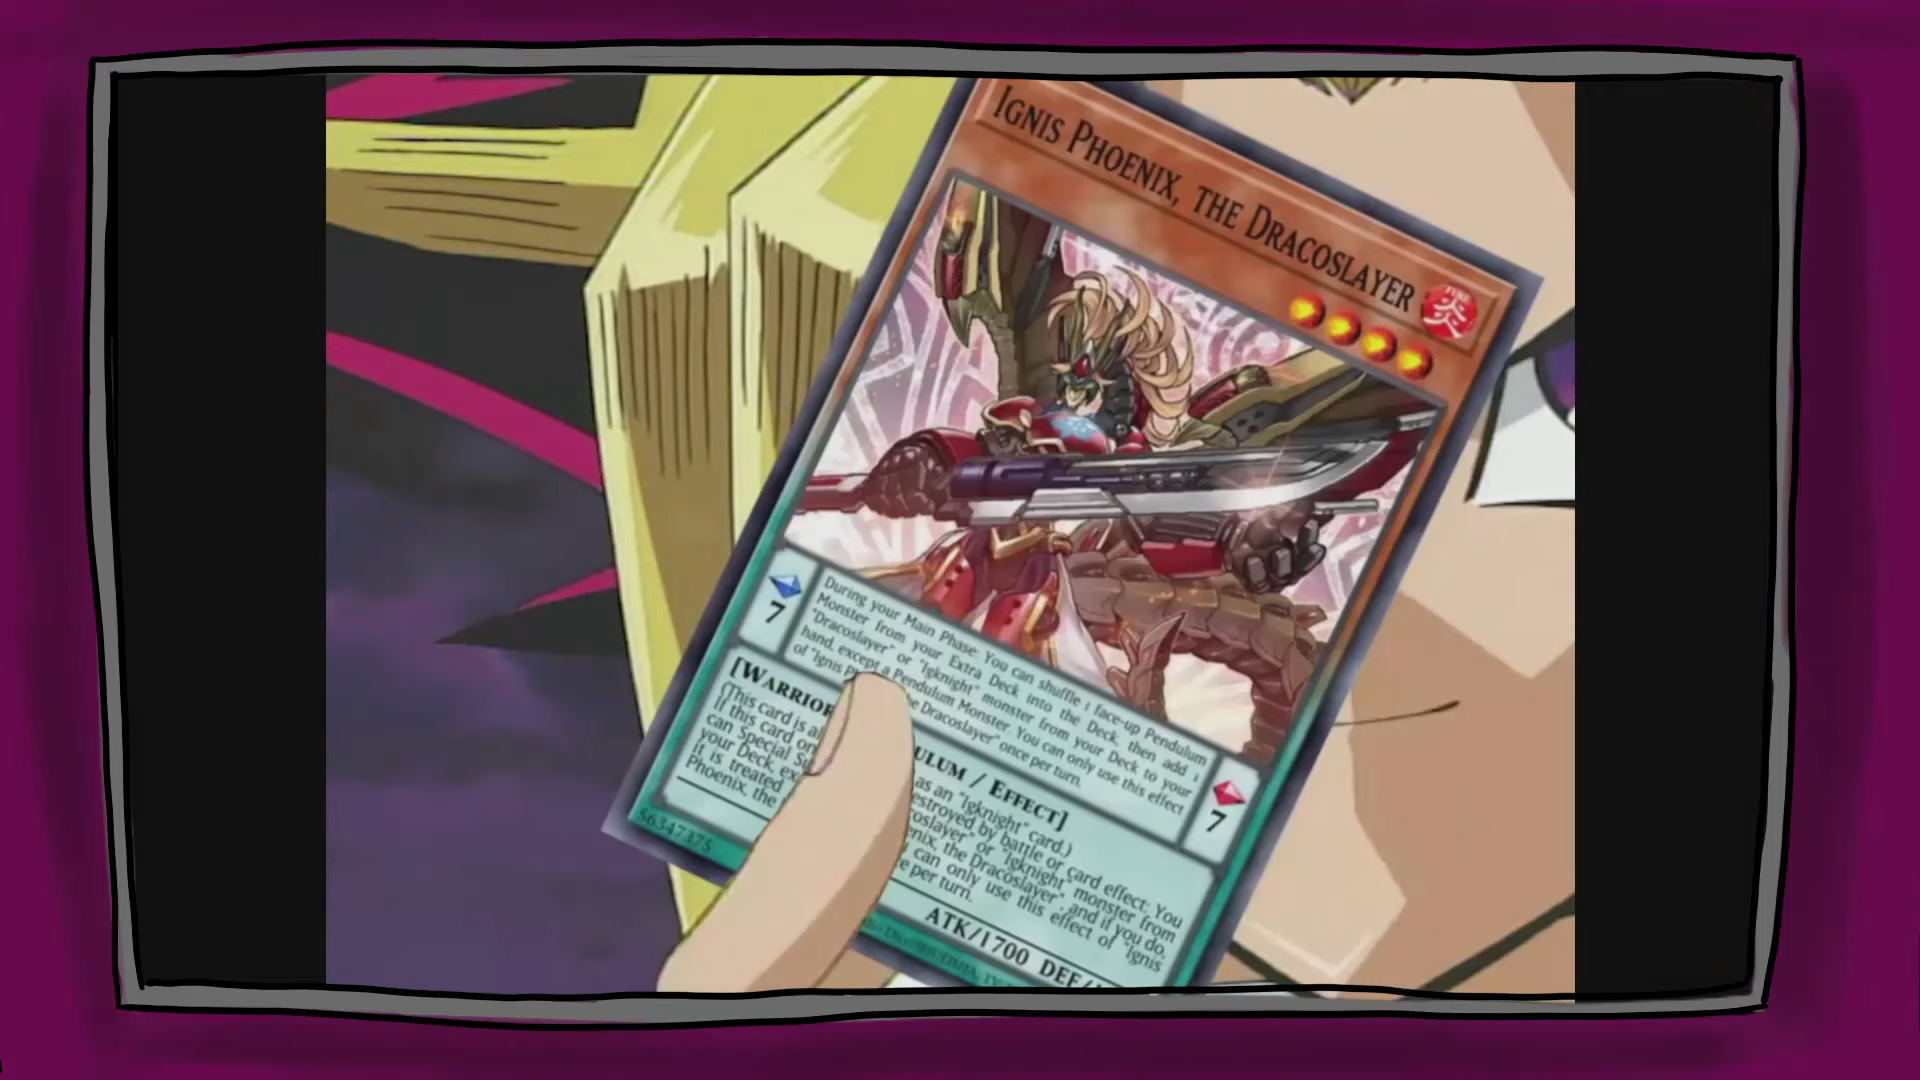 IGNIS PHOENIX, THE DRACOSLAYER
FIRE
炎
During your Main Phase: You can shuffle 1 face-up Pendulum
Monster from your Extra Deck into the Deck, then add 1
"Dracoslayer" or "Igknight" monster from your Deck to your
hand, except a Pendulum Monster. You can only use this effect
of "Ignis the Dracoslayer" once per turn.
7
7
[WARRIOR ULUM / EFFECT]
(This card is as an "Igknight" card.)
If this card destroyed by battle or card effect: You
can Special "Igknight" monster from
your Deck, the Dracoslayer", and if you do,
it is treated can only use this effect of "Ignis
Phoenix, the per turn.
ATK/1700 DEF/
56347375